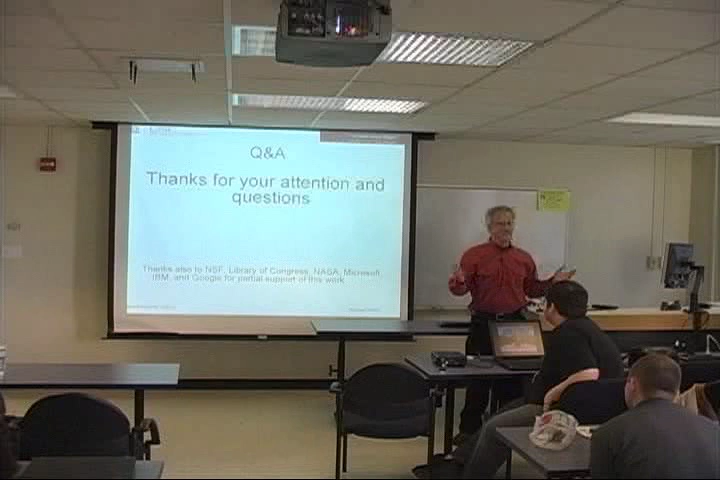 Q&A
Thanks for your attention and
questions
Thanks also to NSF, Library of Congress, NASA, Microsoft,
IBM, and Google for partial support of this work